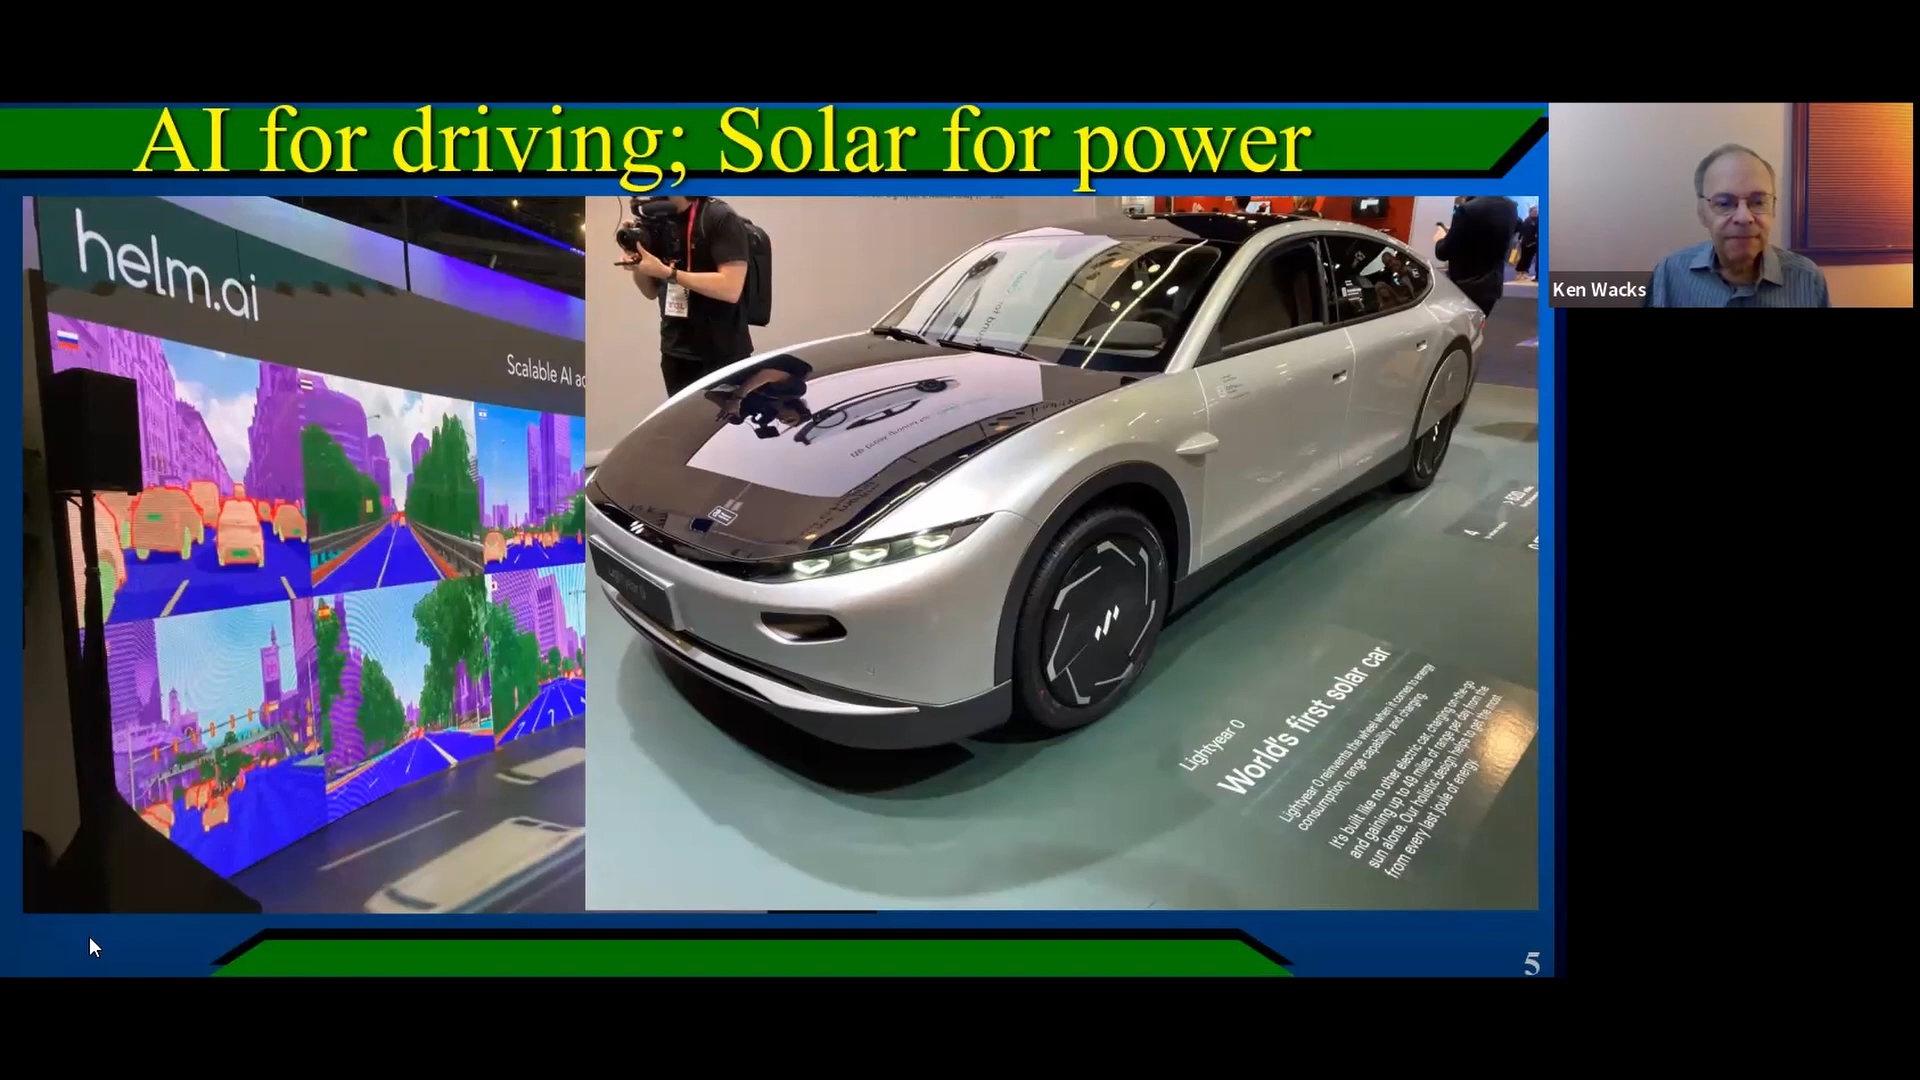 AI for driving; Solar for power
helm.ai
Scalable AI
Ken Wacks
Lightyear 0
World's first solar car
Lightyear 0 reinvents the wheel when it comes to energy
consumption, range capability and charging.
It's built like no other electric car, charging on-the-go
and gaining up to 49 miles of range per day from the
sun alone. Our holistic design helps to get the most
from every last joule of energy.
5